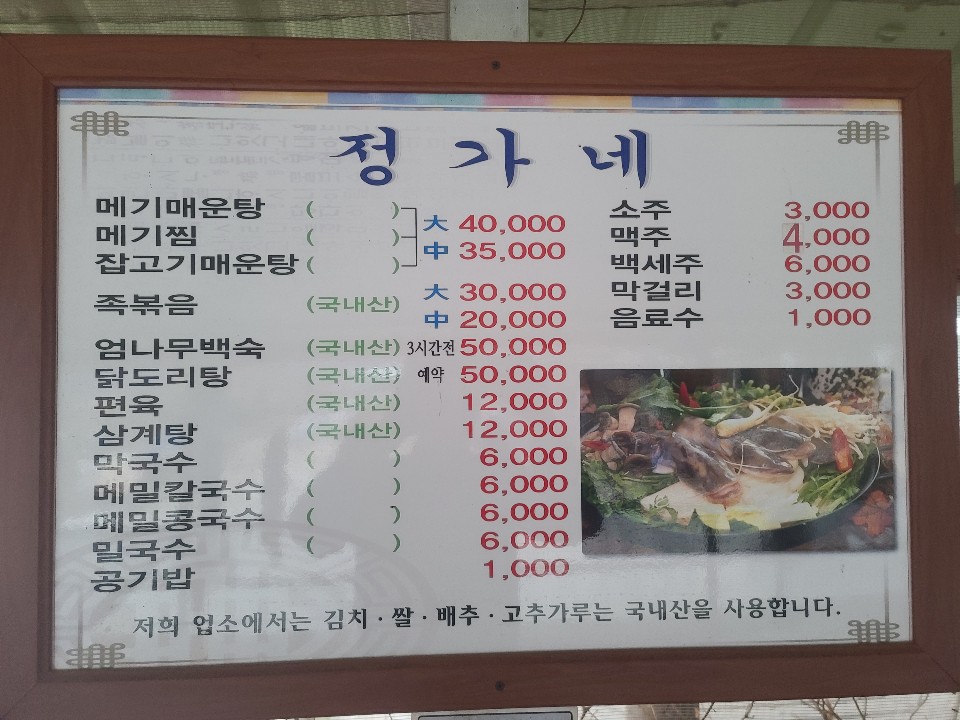 정가네
메기매운탕 ( ) 大 40,000
메기찜 ( ) 中 35,000
잡고기매운탕 ( )
족볶음 (국내산) 大 30,000
中 20,000
엄나무백숙 (국내산) 3시간전 50,000
닭도리탕 (국내산) 예약 50,000
편육 (국내산) 12,000
삼계탕 (국내산) 12,000
막국수 ( ) 6,000
메밀칼국수 ( ) 6,000
메밀콩국수 ( ) 6,000
밀국수 ( ) 6,000
공기밥 1,000
소주 3,000
맥주 4,000
백세주 6,000
막걸리 3,000
음료수 1,000
저희 업소에서는 김치·쌀·배추·고추가루는 국내산을 사용합니다.